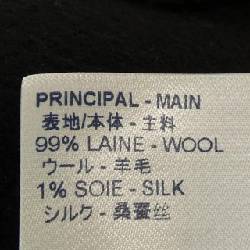 PRINCIPAL - MAIN
表地/本体 - 主料
99% LAINE - WOOL
ウール - 羊毛
1% SOIE - SILK
シルク - 桑蚕丝